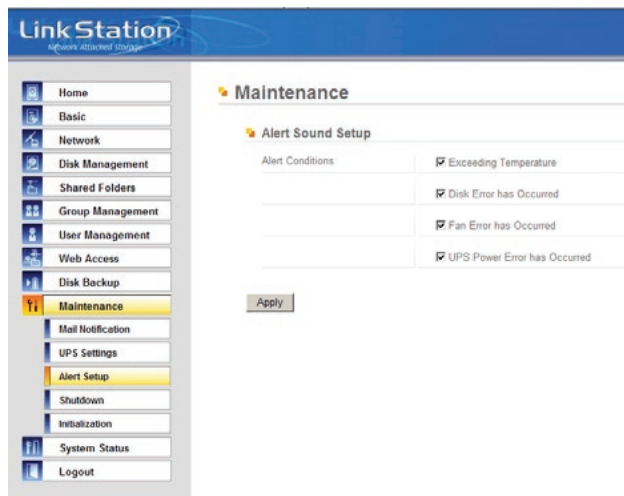 LinkStation
Network Attached Storage
Home
Basic
Network
Disk Management
Shared Folders
Group Management
User Management
Web Access
Disk Backup
Maintenance
Mail Notification
UPS Settings
Alert Setup
Shutdown
Initialization
System Status
Logout
Maintenance
Alert Sound Setup
Alert Conditions
Exceeding Temperature
Disk Error has Occurred
Fan Error has Occurred
UPS Power Error has Occurred
Apply